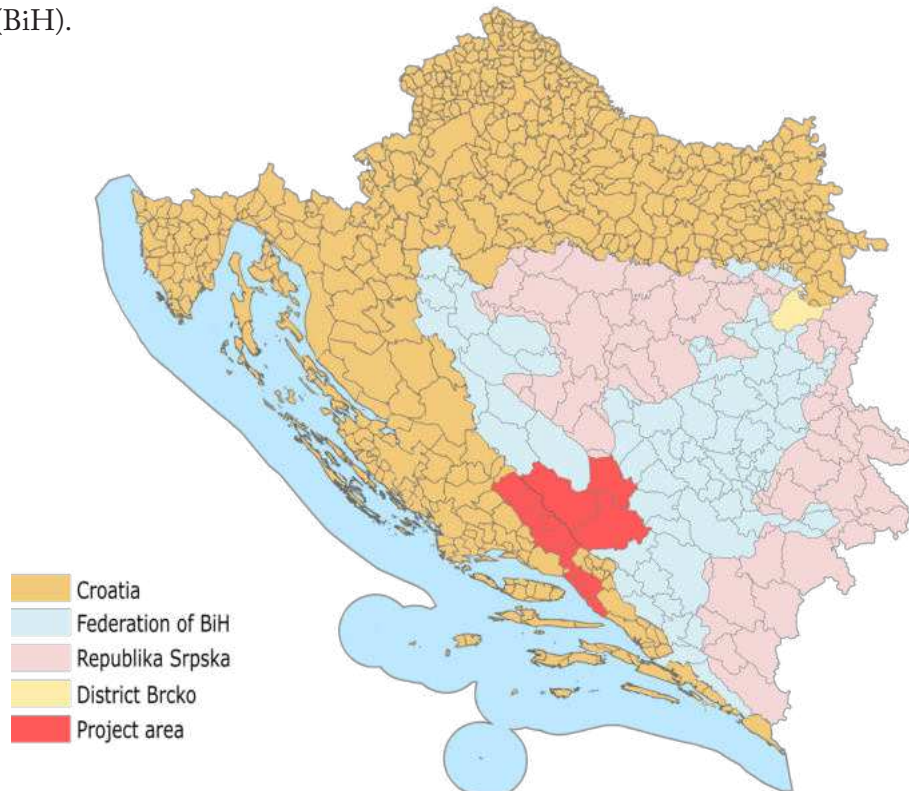 (BiH).
Croatia
Federation of BiH
Republika Srpska
District Brcko
Project area